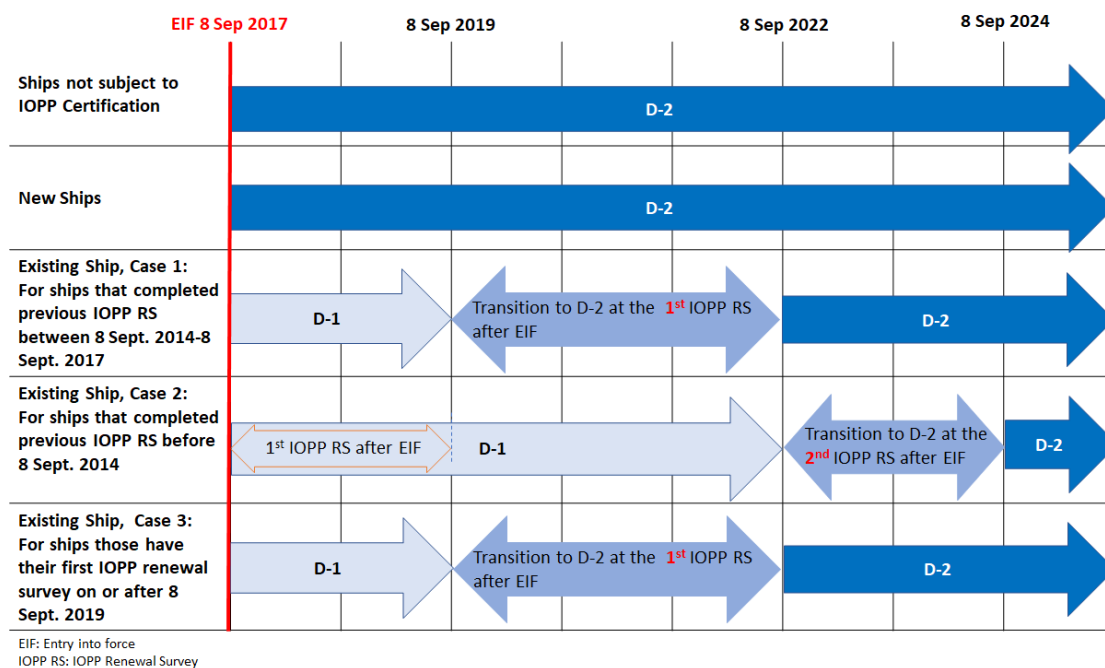 EIF 8 Sep 2017
8 Sep 2019
8 Sep 2022
8 Sep 2024
Ships not subject to
IOPP Certification
D-2
New Ships
D-2
Existing Ship, Case 1:
For ships that completed
previous IOPP RS
between 8 Sept. 2014-8
Sept. 2017
D-1
Transition to D-2 at the 1st IOPP RS
after EIF
D-2
Existing Ship, Case 2:
For ships that completed
previous IOPP RS before
8 Sept. 2014
1st IOPP RS after EIF
D-1
Transition to D-2 at the
2nd IOPP RS after EIF
D-2
Existing Ship, Case 3:
For ships those have
their first IOPP renewal
survey on or after 8
Sept. 2019
D-1
Transition to D-2 at the 1st IOPP RS
after EIF
D-2
EIF: Entry into force
IOPP RS: IOPP Renewal Survey